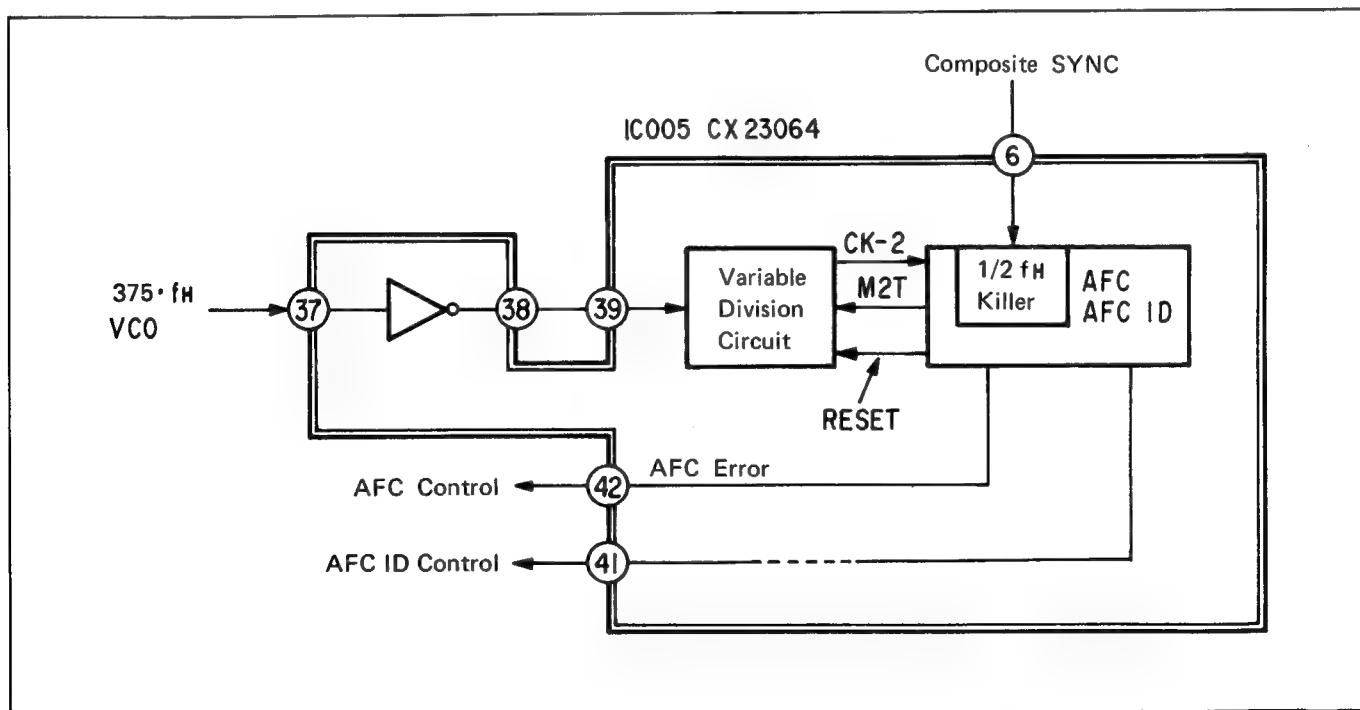 Composite SYNC
IC005 CX23064
6
375·fH
VCO
37
38
39
Variable
Division
Circuit
CK-2
M2T
RESET
1/2 fH
Killer
AFC
AFC ID
AFC Control
42
AFC Error
AFC ID Control
41